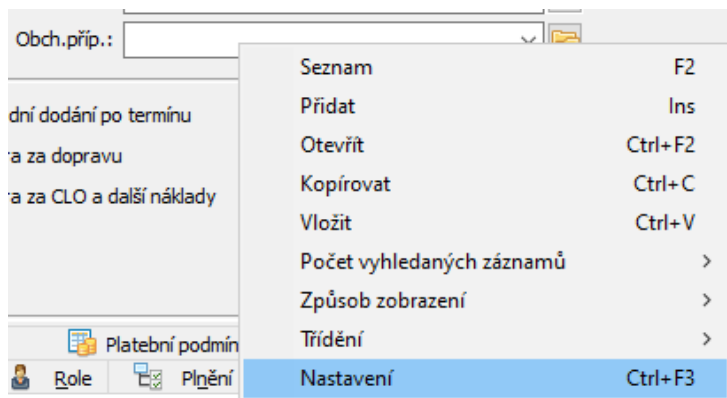 Obch.příp.:
Seznam F2
Přidat Ins
dní dodání po termínu
Otevřít Ctrl+F2
ra za dopravu
Kopírovat Ctrl+C
ra za CLO a další náklady
Vložit Ctrl+V
Počet vyhledaných záznamů
Způsob zobrazení
Třídění
Platební podmín
Role Plnění
Nastavení Ctrl+F3